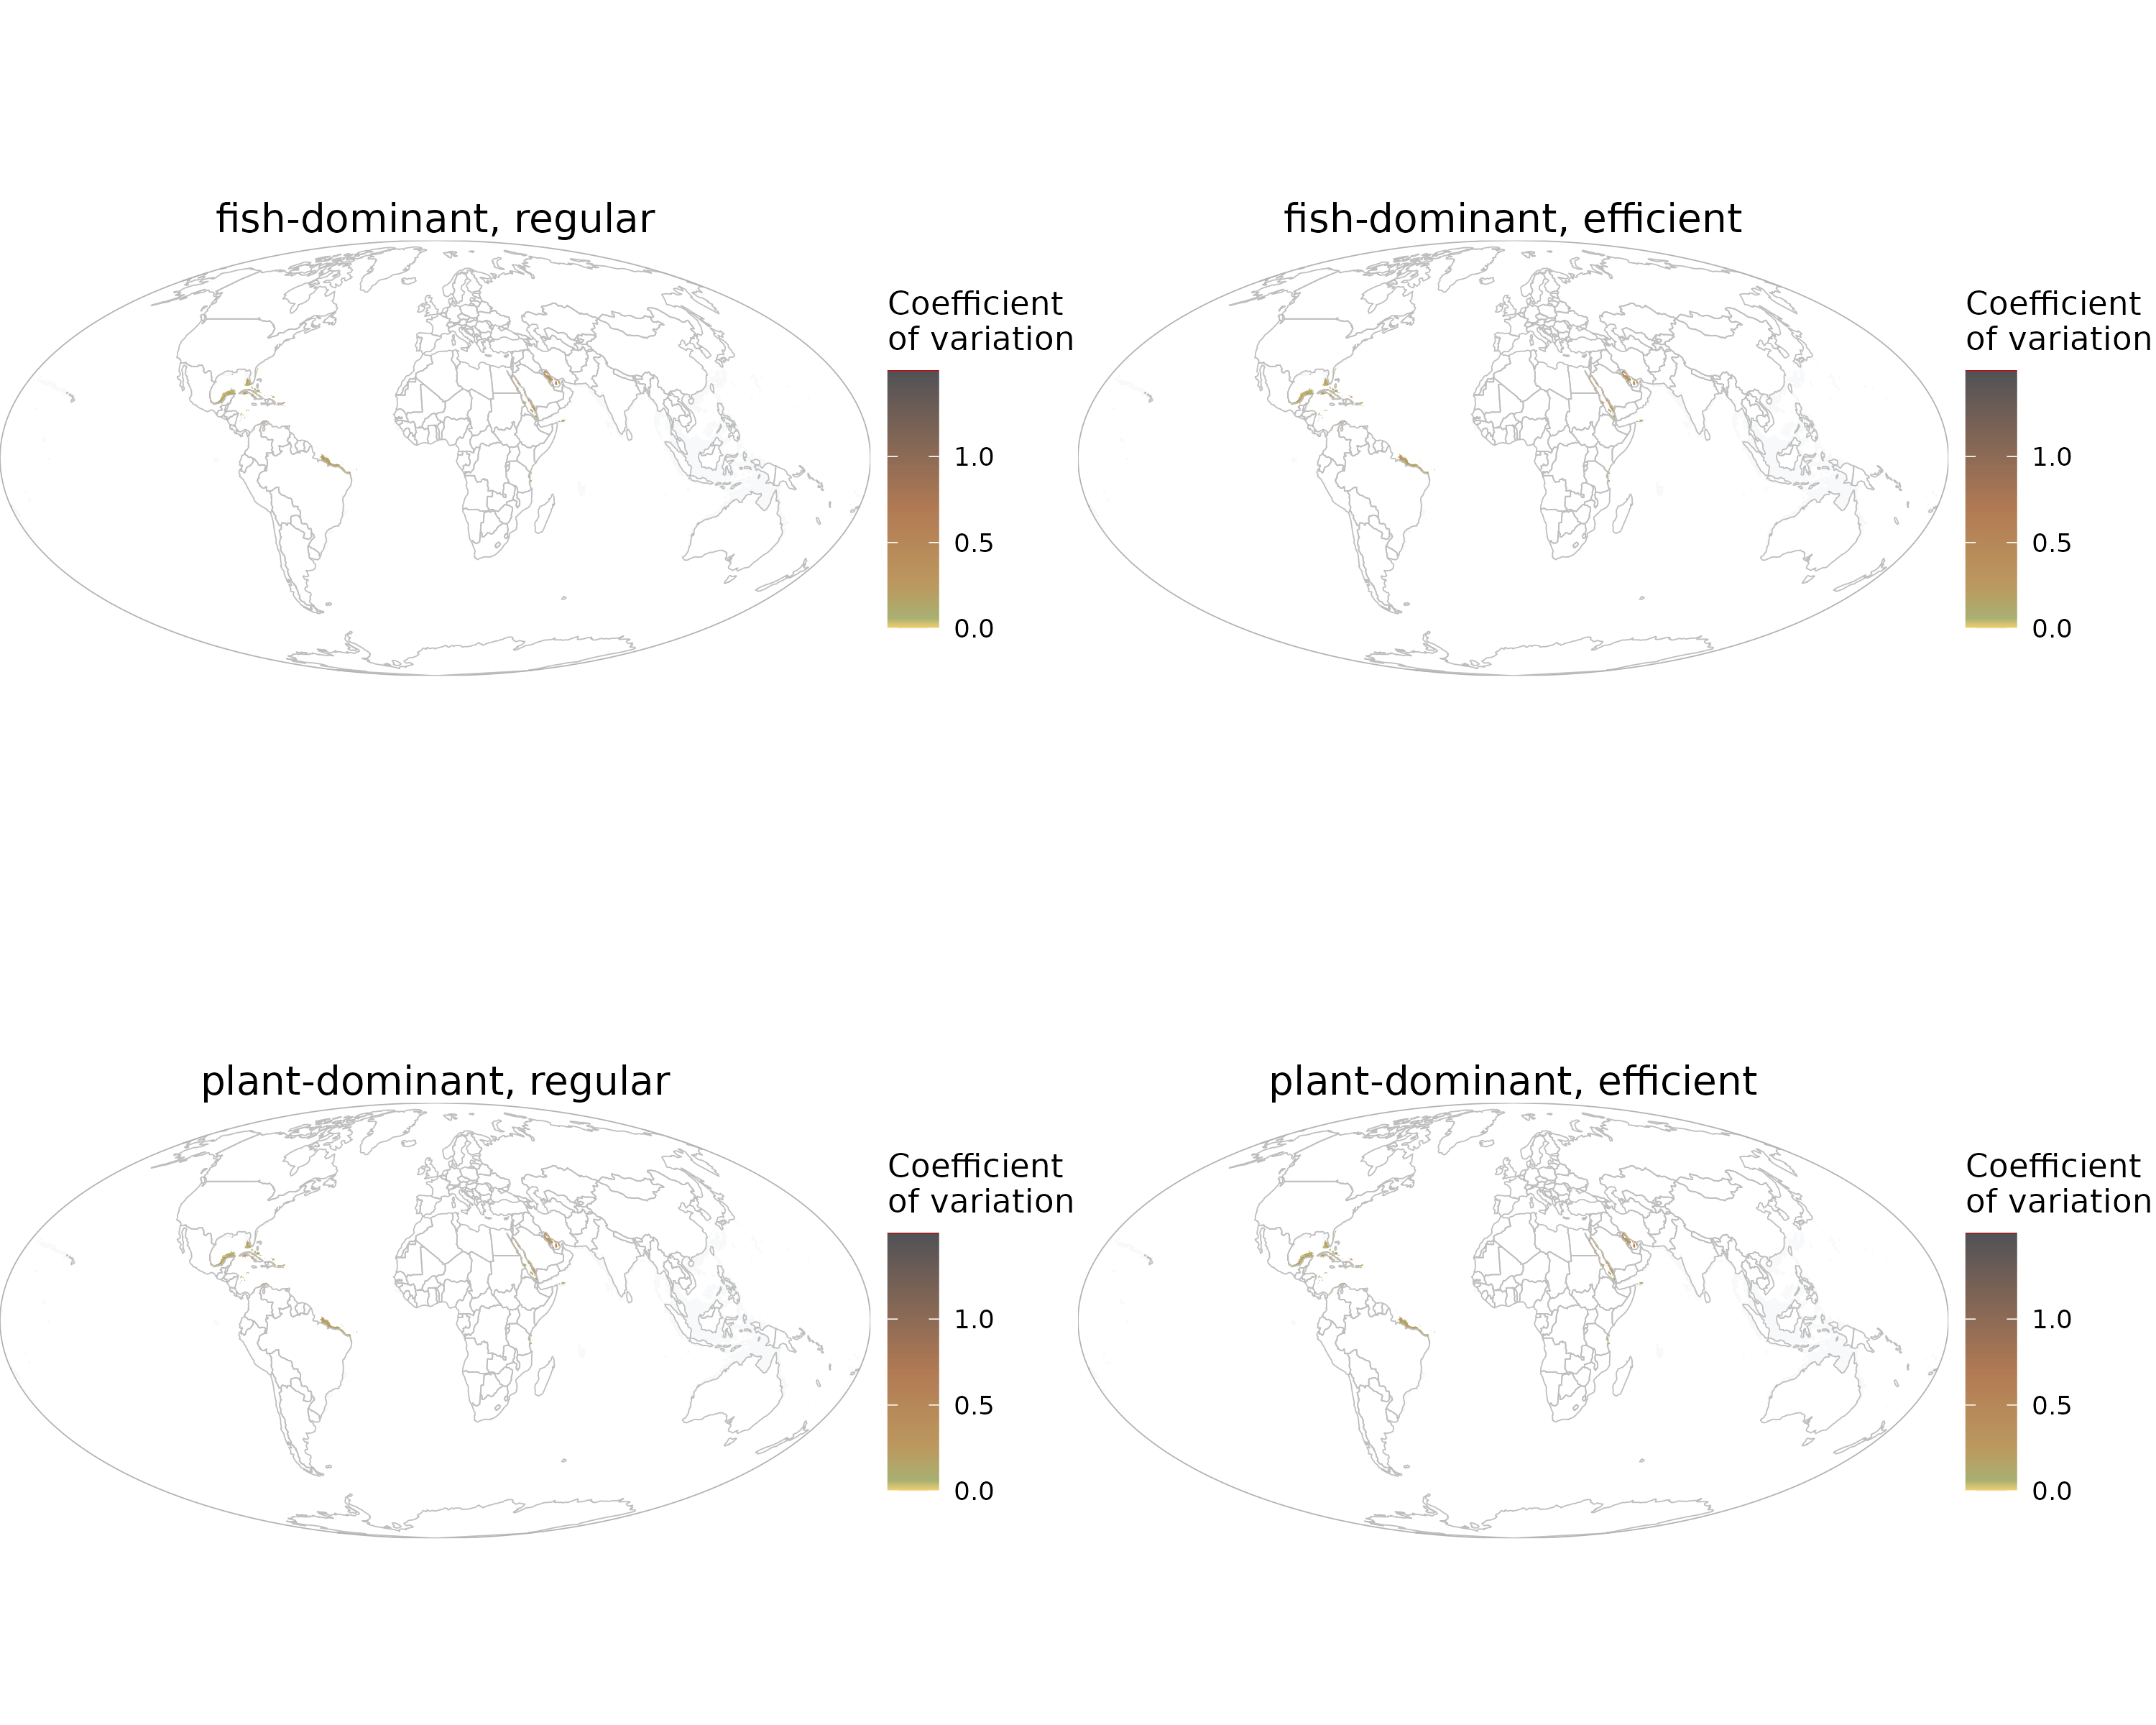 fish-dominant, regular
Coefficient
of variation
1.0
0.5
0.0
fish-dominant, efficient
Coefficient
of variation
1.0
0.5
0.0
plant-dominant, regular
Coefficient
of variation
1.0
0.5
0.0
plant-dominant, efficient
Coefficient
of variation
1.0
0.5
0.0